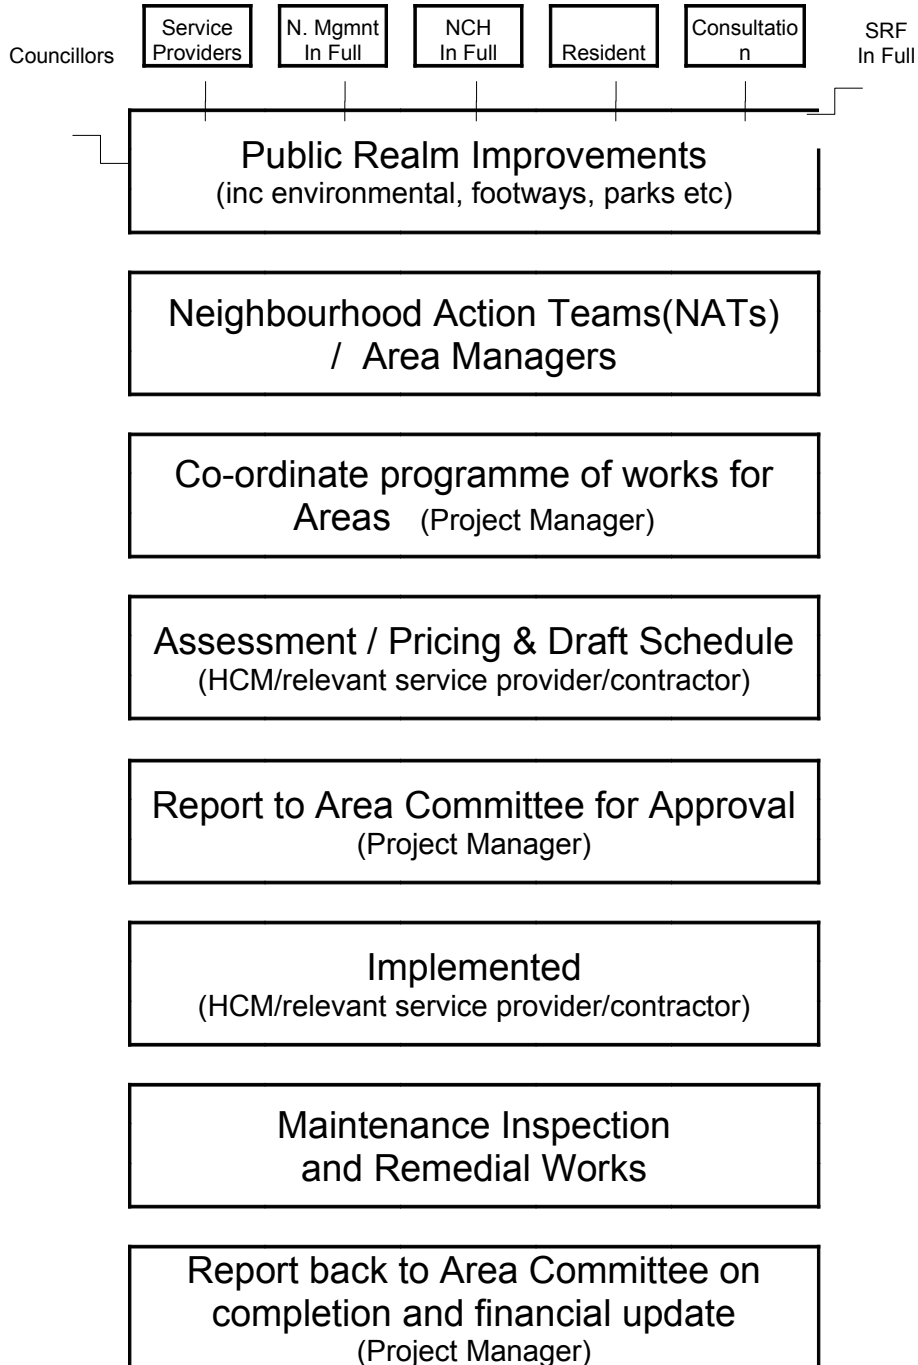 Councillors
Service
Providers
N. Mgmnt
In Full
NCH
In Full
Resident
Consultatio
n
SRF
In Full
Public Realm Improvements
(inc environmental, footways, parks etc)
Neighbourhood Action Teams(NATs)
/ Area Managers
Co-ordinate programme of works for
Areas (Project Manager)
Assessment / Pricing & Draft Schedule
(HCM/relevant service provider/contractor)
Report to Area Committee for Approval
(Project Manager)
Implemented
(HCM/relevant service provider/contractor)
Maintenance Inspection
and Remedial Works
Report back to Area Committee on
completion and financial update
(Project Manager)